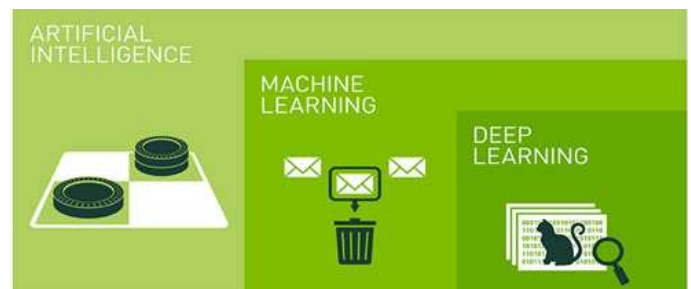 ARTIFICIAL
INTELLIGENCE
MACHINE
LEARNING
DEEP
LEARNING